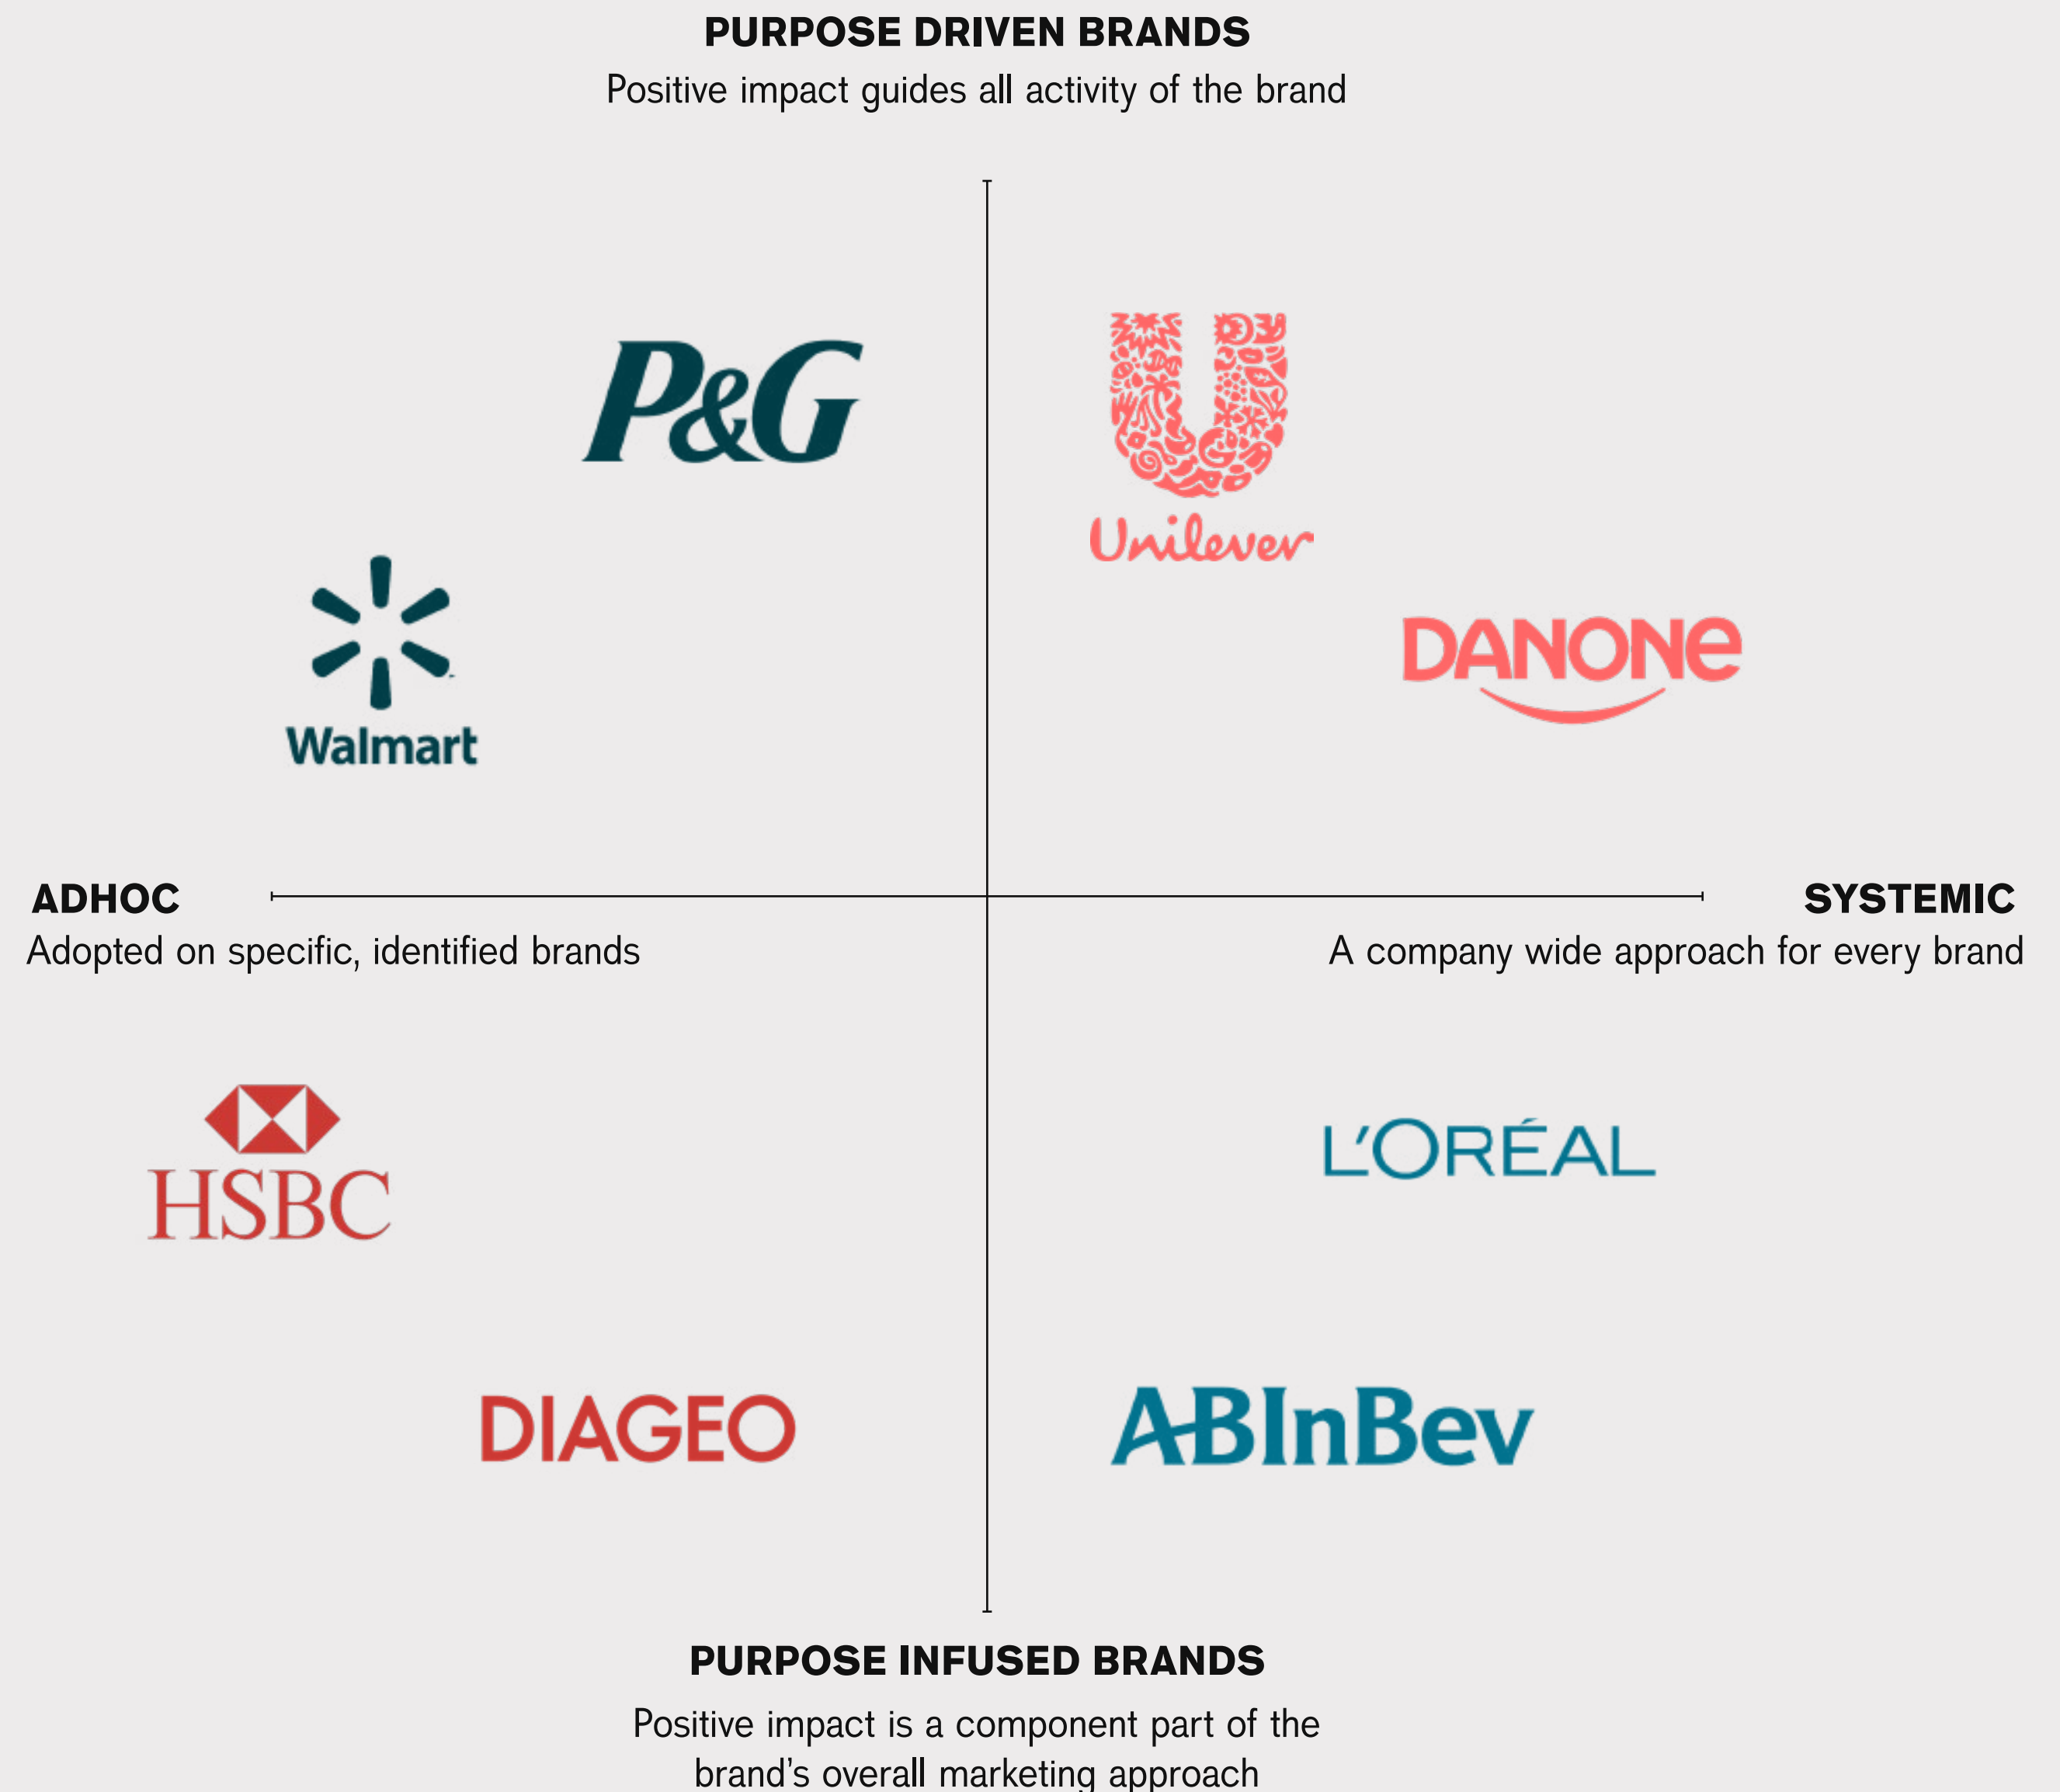 PURPOSE DRIVEN BRANDS
Positive impact guides all activity of the brand
P&G
Unilever
DANONE
Walmart
ADHOC
SYSTEMIC
Adopted on specific, identified brands
A company wide approach for every brand
HSBC
L'ORÉAL
DIAGEO
ABInBev
PURPOSE INFUSED BRANDS
Positive impact is a component part of the
brand's overall marketing approach